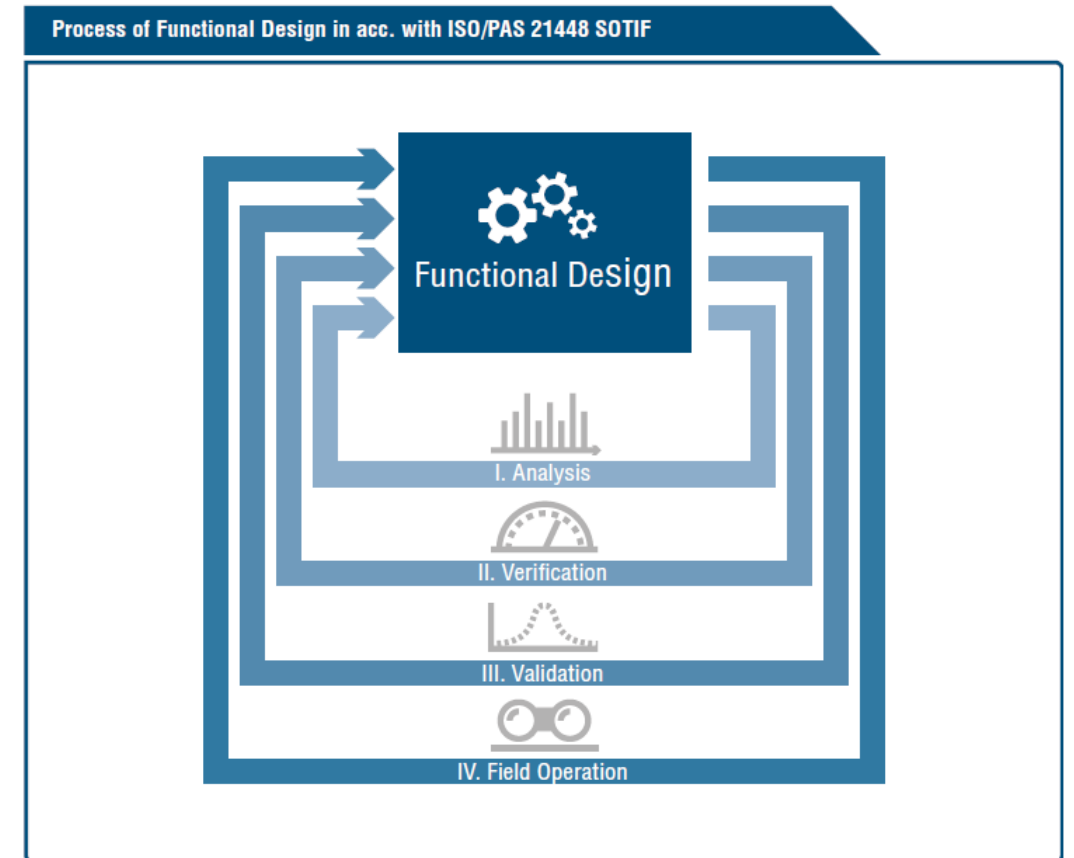 Process of Functional Design in acc. with ISO/PAS 21448 SOTIF
Functional Design
I. Analysis
II. Verification
III. Validation
IV. Field Operation